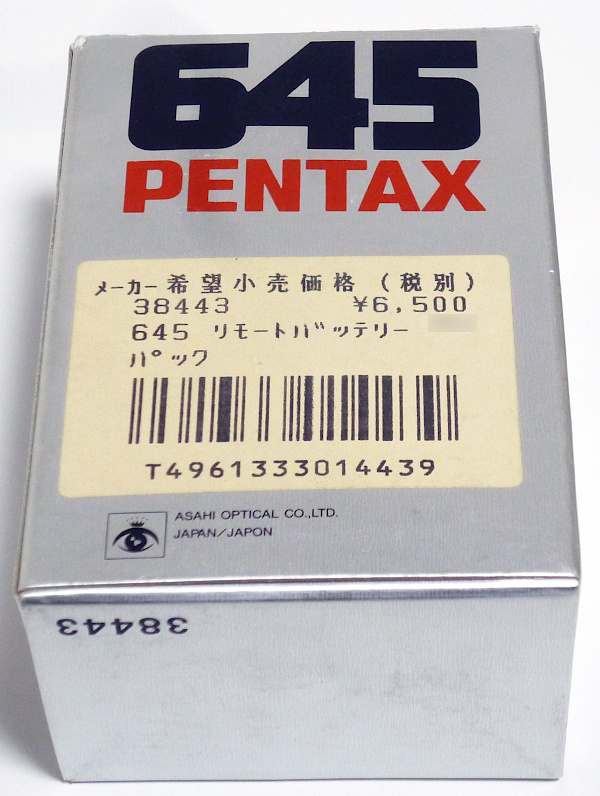 645
PENTAX
メーカー希望小売価格(税別)
38443 ¥6,500
645 リモートバッテリー
パック
T4961333014439
ASAHI OPTICAL CO.,LTD.
JAPAN/JAPON
38443